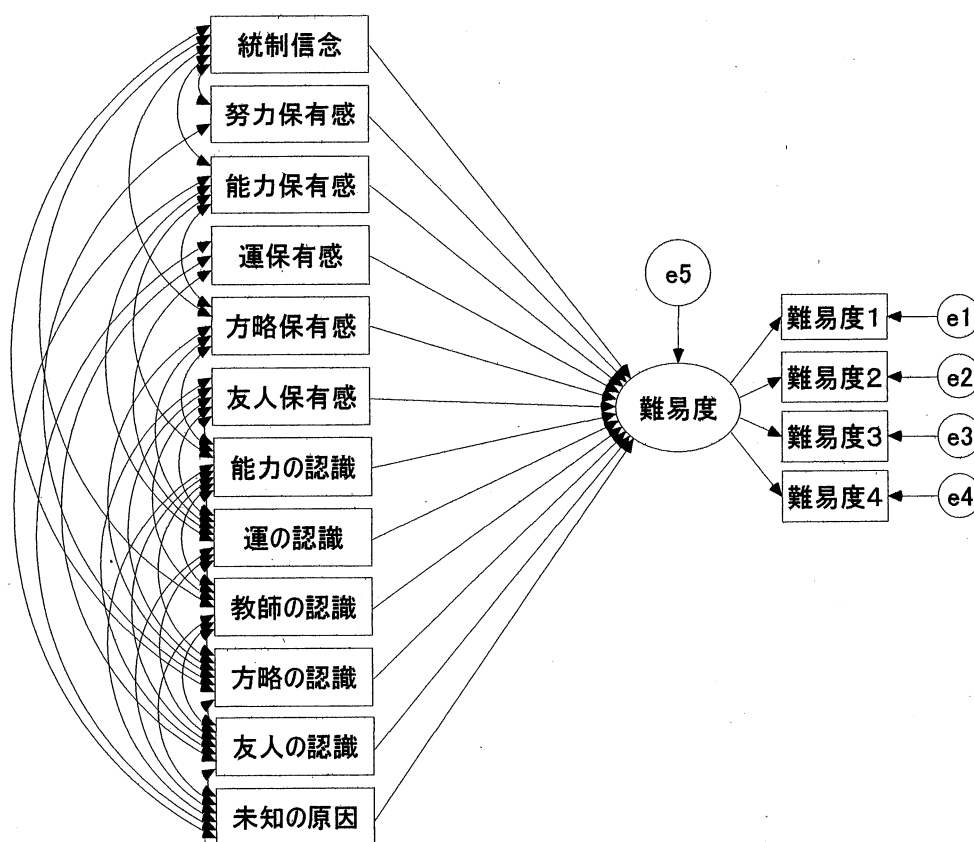 統制信念
努力保有感
能力保有感
運保有感
方略保有感
友人保有感
能力の認識
運の認識
教師の認識
方略の認識
友人の認識
未知の原因
e5
難易度
難易度1
e1
難易度2
e2
難易度3
e3
難易度4
e4